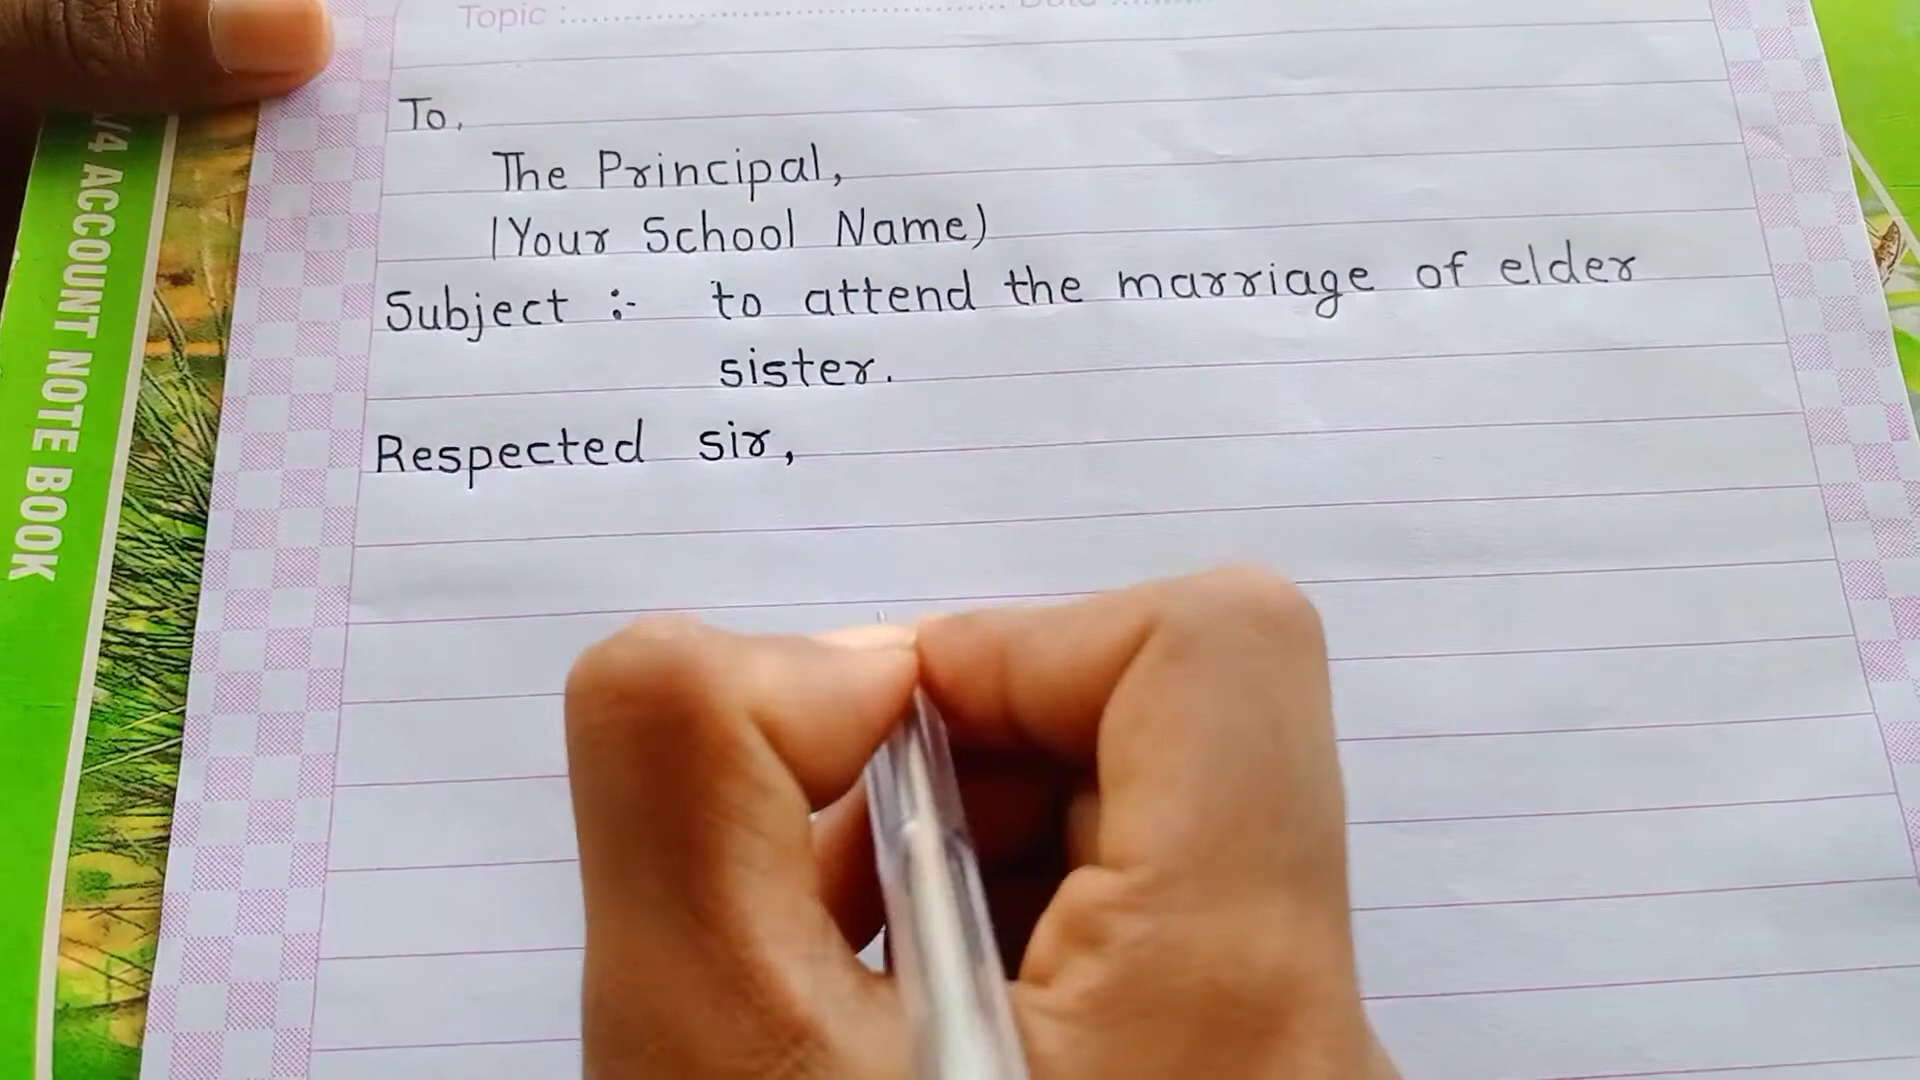 Topic :
To,
The Principal,
(Your School Name)
Subject :- to attend the marriage of elder
sister.
Respected sir,
/4 ACCOUNT NOTE BOOK